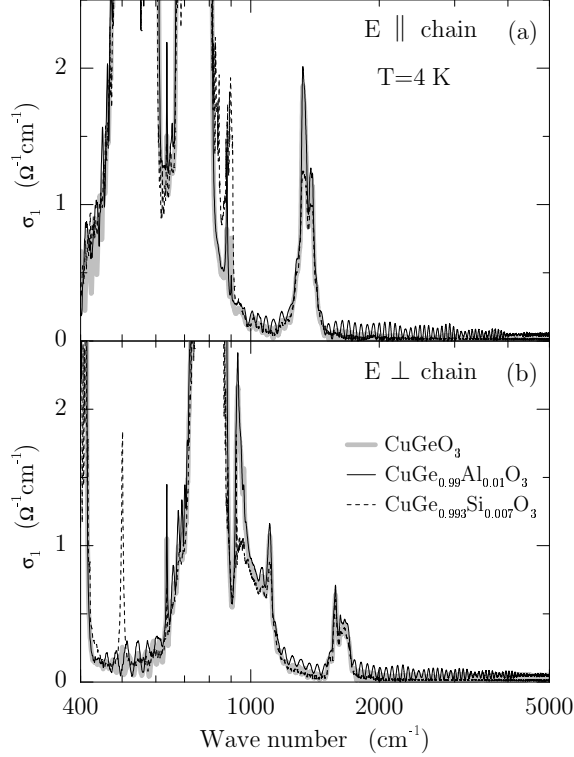 E ∥ chain (a)
T=4 K
2
1
0
σ₁ (Ω⁻¹cm⁻¹)
E ⊥ chain (b)
CuGeO₃
CuGe₀.₉₉Al₀.₀₁O₃
CuGe₀.₉₉₃Si₀.₀₀₇O₃
2
1
0
σ₁ (Ω⁻¹cm⁻¹)
400 1000 2000 5000
Wave number (cm⁻¹)